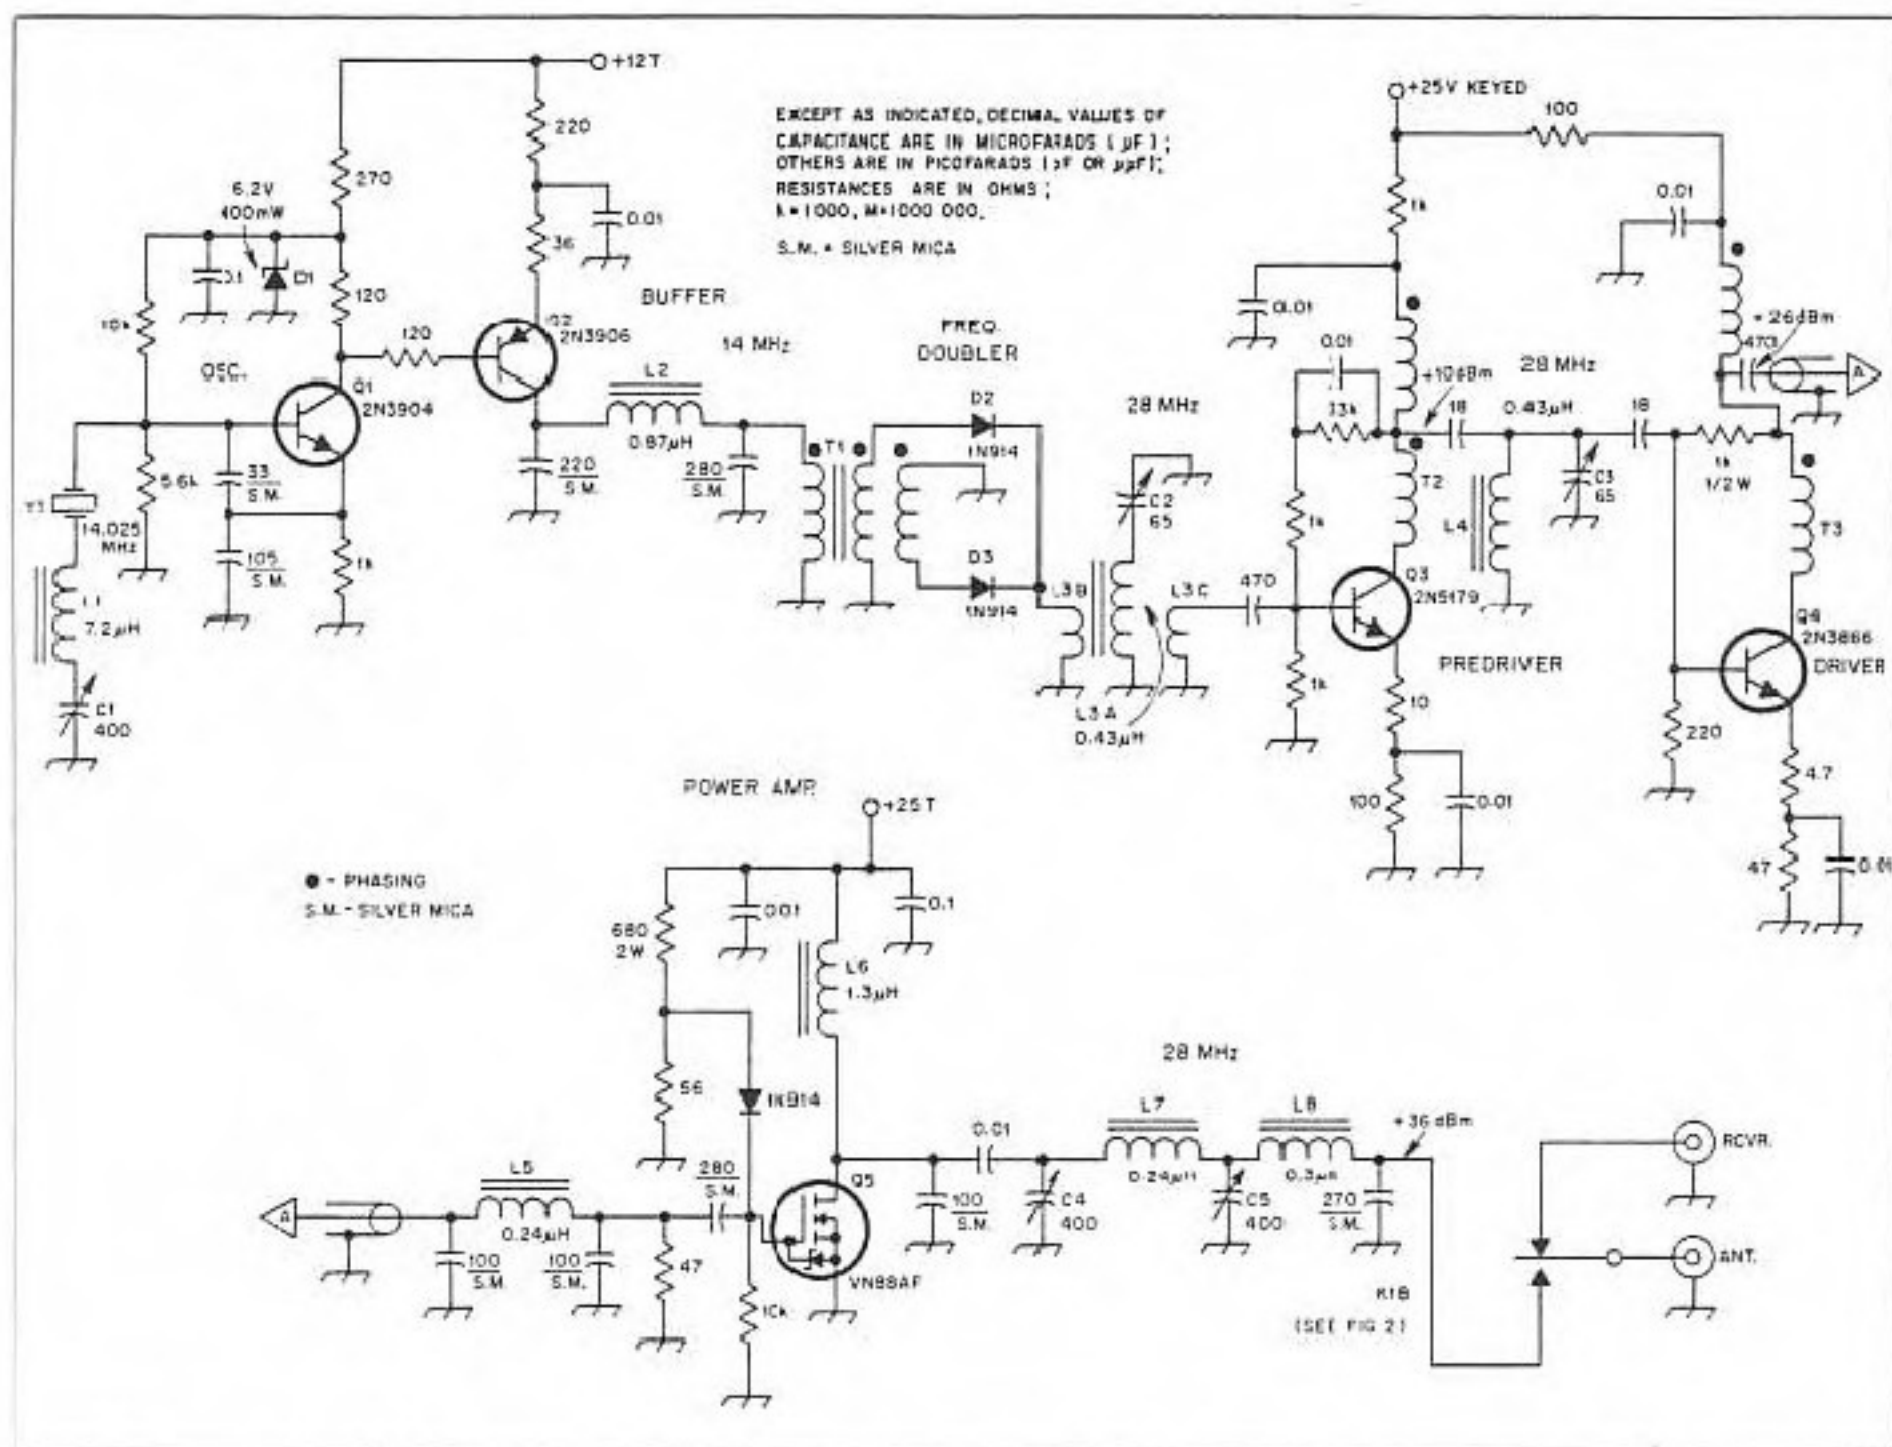 +12T
220
270
6.2V
400mW
0.01
36
D1
120
10k
120
Q2
2N3906
BUFFER
14 MHz
OSC.
Q1
2N3904
L2
0.87µH
5.6k
33
S.M.
220
S.M.
280
S.M.
T1
14.025
MHz
105
S.M.
1k
L1
7.2µH
C1
400
EXCEPT AS INDICATED, DECIMAL VALUES OF
CAPACITANCE ARE IN MICROFARADS (µF);
OTHERS ARE IN PICOFARADS (pF OR µµF);
RESISTANCES ARE IN OHMS;
k=1000, M=1000 000.
S.M. = SILVER MICA
FREQ.
DOUBLER
D2
1N914
D3
1N914
28 MHz
C2
65
L3B
L3C
L3A
0.43µH
470
+25V KEYED
100
1k
0.01
0.01
0.01
+10dBm
18
0.43µH
28 MHz
18
+26dBm
470
A
1k
1/2W
T2
L4
C3
65
T3
1k
Q3
2N5179
PREDRIVER
1k
10
100
0.01
Q4
2N3866
DRIVER
220
4.7
47
0.01
POWER AMP.
+25T
● - PHASING
S.M. - SILVER MICA
680
2W
0.01
0.1
L6
1.3µH
56
1N914
28 MHz
L7
0.24µH
L8
0.3µH
+36dBm
0.01
RCVR.
A
L5
0.24µH
280
S.M.
Q5
VN88AF
100
S.M.
C4
400
C5
400
270
S.M.
ANT.
100
S.M.
100
S.M.
47
10k
K1B
(SEE FIG 2)